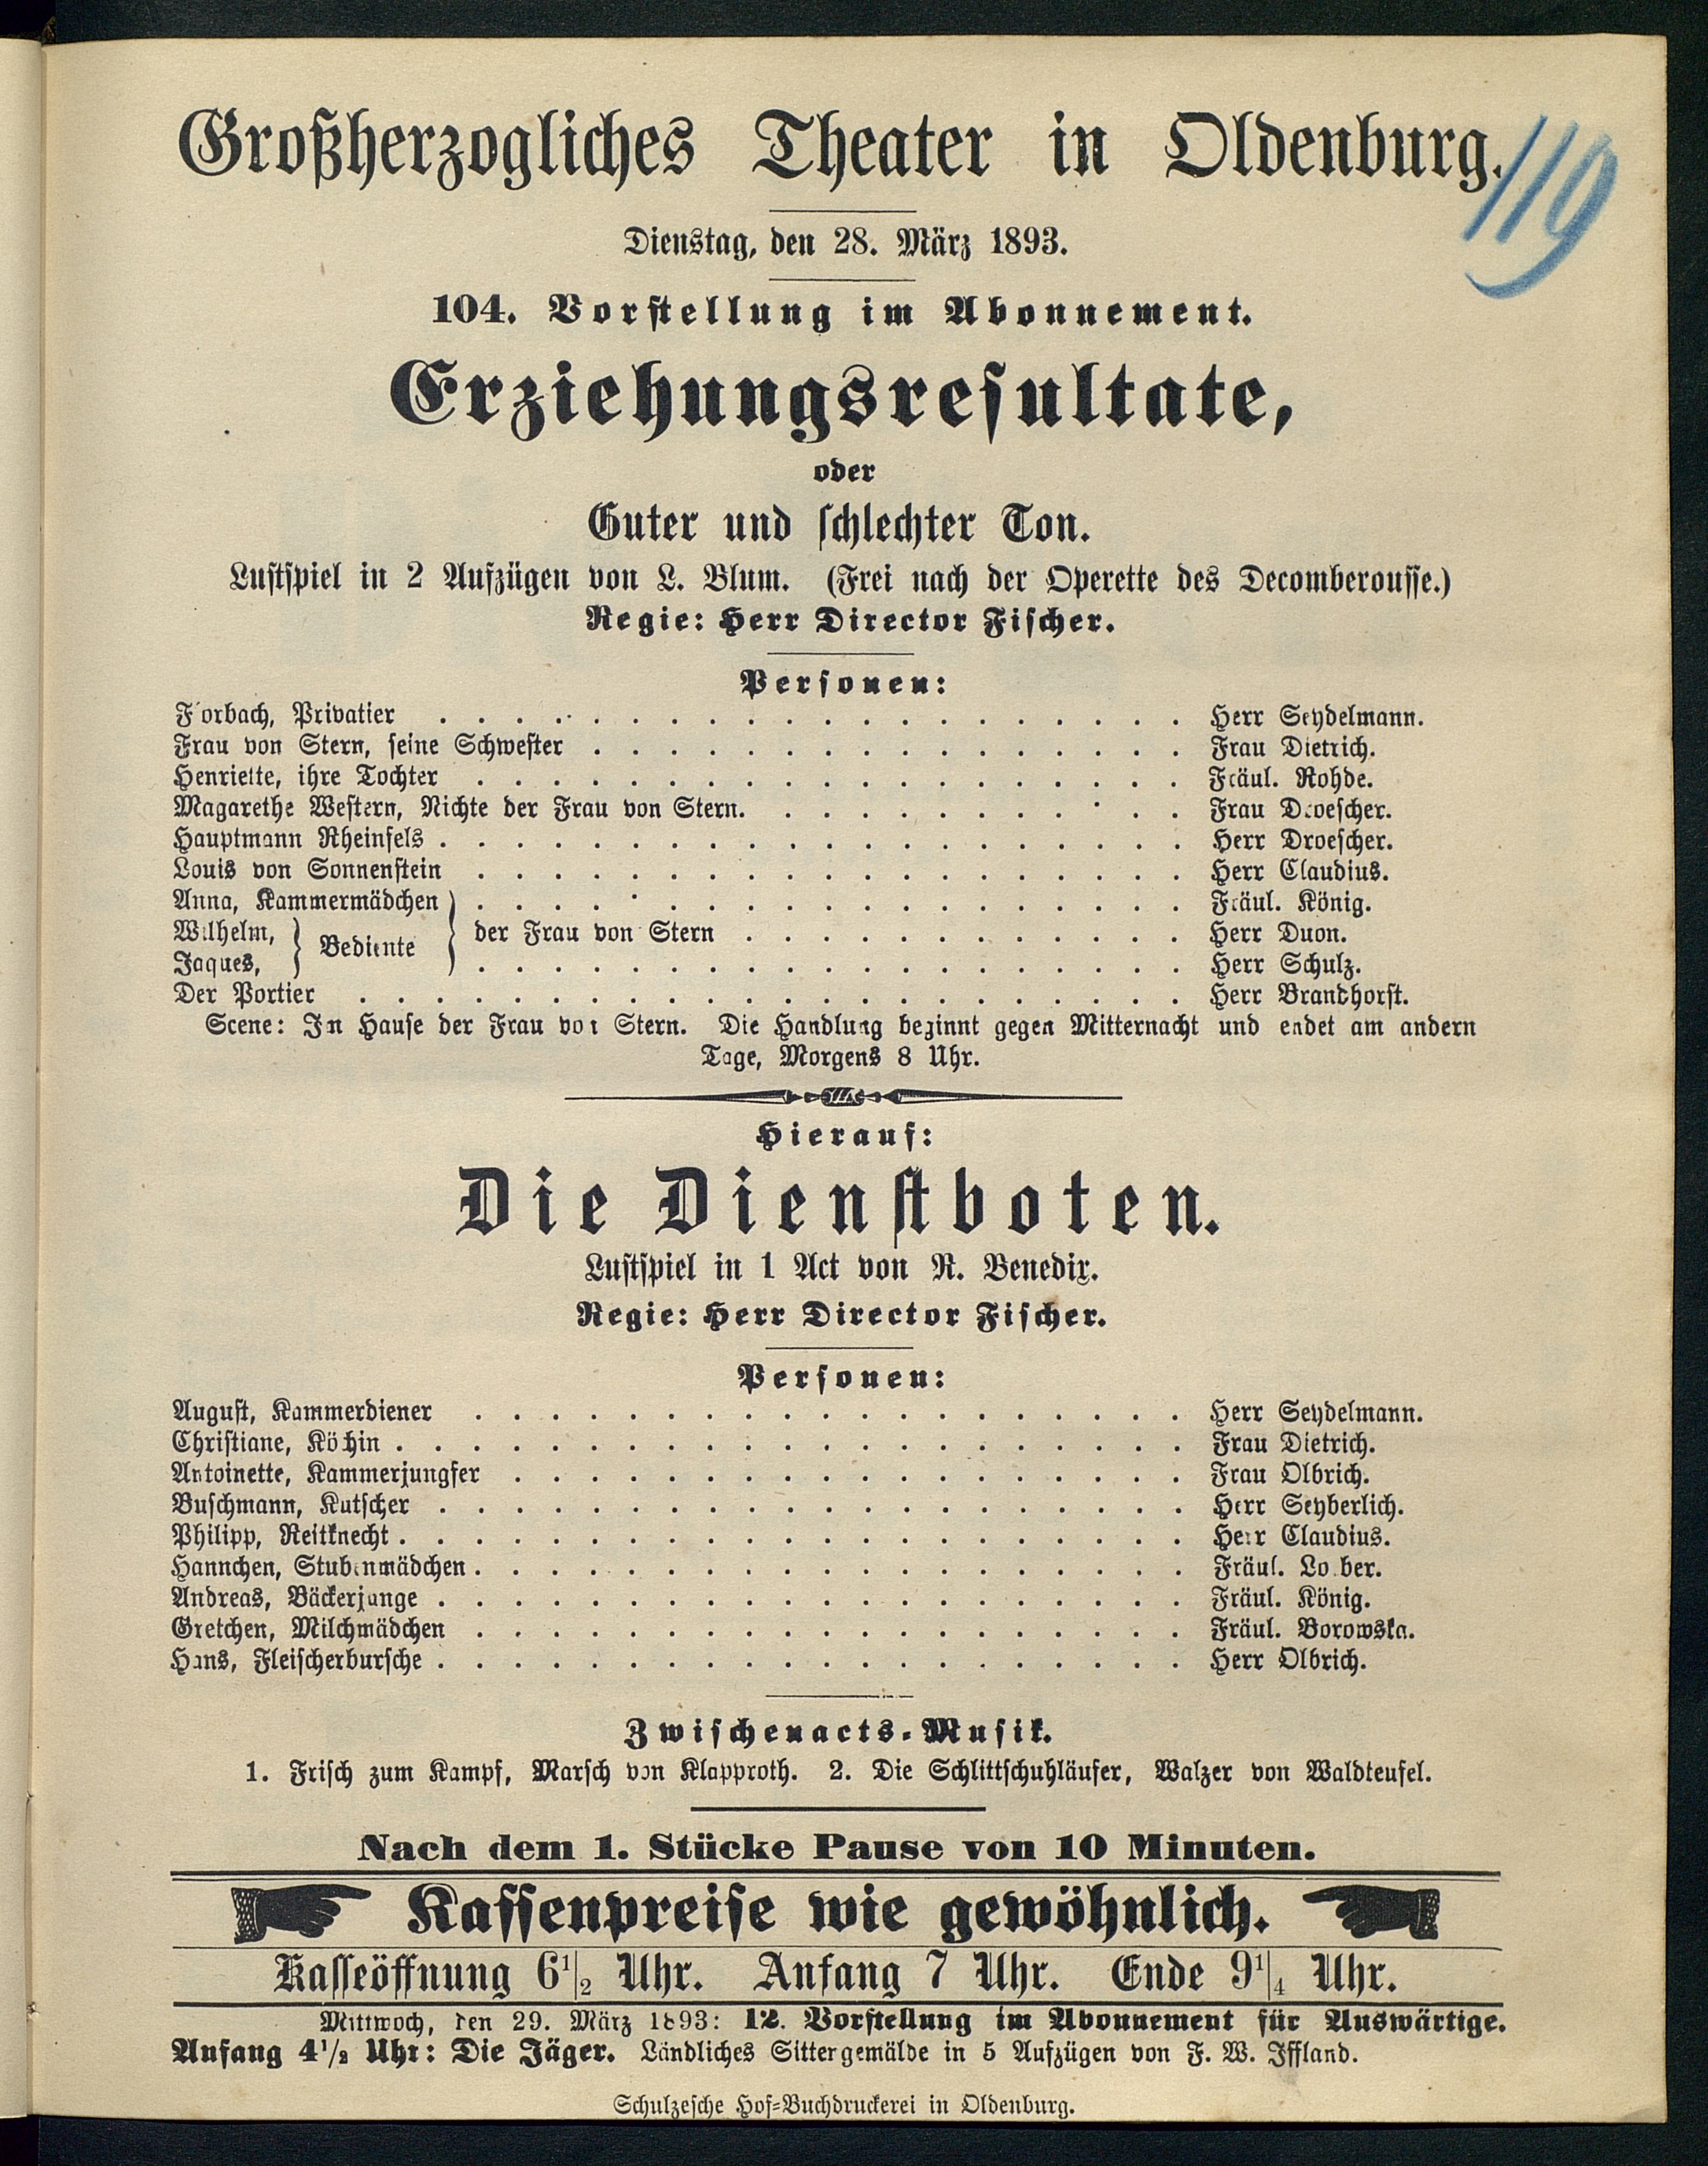 Großherzogliches Theater in Oldenburg.
119
Dienstag, den 28. März 1893.
104. Vorstellung im Abonnement.
Erziehungsresultate,
oder
Guter und schlechter Ton.
Lustspiel in 2 Aufzügen von L. Blum. (Frei nach der Operette des Decomberousse.)
Regie: Herr Director Fischer.
Personen:
Forbach, Privatier . . . . . . . . . . . . . . . . . . . . Herr Seydelmann.
Frau von Stern, seine Schwester . . . . . . . . . . . . . . . . Frau Dietrich.
Henriette, ihre Tochter . . . . . . . . . . . . . . . . . . . Fräul. Rohde.
Magarethe Western, Nichte der Frau von Stern. . . . . . . . . . . . Frau Droescher.
Hauptmann Rheinfels . . . . . . . . . . . . . . . . . . . . Herr Droescher.
Louis von Sonnenstein . . . . . . . . . . . . . . . . . . . Herr Claudius.
Anna, Kammermädchen . . . . . . . . . . . . . . . . . . . Fräul. König.
Wilhelm, } Bediente } der Frau von Stern . . . . . . . . . . . . Herr Duon.
Jaques, . . . . . . . . . . . . . . . . . . . Herr Schulz.
Der Portier . . . . . . . . . . . . . . . . . . . . . . Herr Brandhorst.
Scene: Im Hause der Frau von Stern. Die Handlung beginnt gegen Mitternacht und endet am andern
Tage, Morgens 8 Uhr.
Hierauf:
Die Dienstboten.
Lustspiel in 1 Act von R. Benedix.
Regie: Herr Director Fischer.
Personen:
August, Kammerdiener . . . . . . . . . . . . . . . . . . . Herr Seydelmann.
Christiane, Köchin . . . . . . . . . . . . . . . . . . . . . Frau Dietrich.
Antoinette, Kammerjungfer . . . . . . . . . . . . . . . . . . Frau Olbrich.
Buschmann, Kutscher . . . . . . . . . . . . . . . . . . . . Herr Seyberlich.
Philipp, Reitknecht . . . . . . . . . . . . . . . . . . . . . Herr Claudius.
Hannchen, Stubenmädchen . . . . . . . . . . . . . . . . . . . Fräul.
Andreas, Bäckerjunge . . . . . . . . . . . . . . . . . . . . Fräul. König.
Gretchen, Milchmädchen . . . . . . . . . . . . . . . . . . . Fräul. Borowska.
Hans, Fleischerbursche . . . . . . . . . . . . . . . . . . . . Herr Olbrich.
Zwischenacts-Musik.
1. Frisch zum Kampf, Marsch von Klapproth. 2. Die Schlittschuhläufer, Walzer von Waldteufel.
Nach dem 1. Stücke Pause von 10 Minuten.
Kassenpreise wie gewöhnlich.
Kasseöffnung 6 1/2 Uhr. Anfang 7 Uhr. Ende 9 1/4 Uhr.
Mittwoch, den 29. März 1893: 12. Vorstellung im Abonnement für Auswärtige.
Anfang 4 1/2 Uhr: Die Jäger. Ländliches Sittengemälde in 5 Aufzügen von F. W. Iffland.
Schulzesche Hof-Buchdruckerei in Oldenburg.